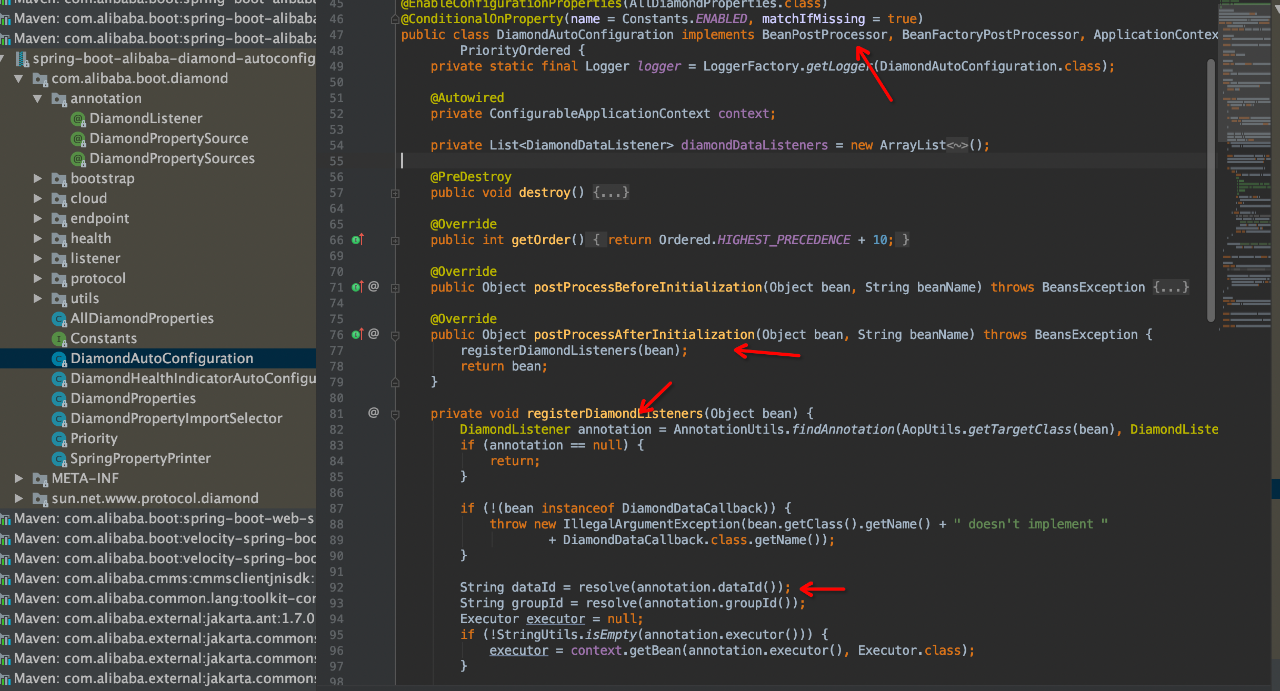 Maven: com.alibaba.boot:spring-boot-alibaba
Maven: com.alibaba.boot:spring-boot-alibaba
spring-boot-alibaba-diamond-autoconfig
com.alibaba.boot.diamond
annotation
DiamondListener
DiamondPropertySource
DiamondPropertySources
bootstrap
cloud
endpoint
health
listener
protocol
utils
AllDiamondProperties
Constants
DiamondAutoConfiguration
DiamondHealthIndicatorAutoConfigu
DiamondProperties
DiamondPropertyImportSelector
Priority
SpringPropertyPrinter
META-INF
sun.net.www.protocol.diamond
Maven: com.alibaba.boot:spring-boot-web-s
Maven: com.alibaba.boot:velocity-spring-boo
Maven: com.alibaba.boot:velocity-spring-boo
Maven: com.alibaba.cmms:cmmsclientjnisdk:
Maven: com.alibaba.common.lang:toolkit-con
Maven: com.alibaba.external:jakarta.ant:1.7.0
Maven: com.alibaba.external:jakarta.commons
Maven: com.alibaba.external:jakarta.commons
Maven: com.alibaba.external:jakarta.commons
45 @EnableConfigurationProperties(AllDiamondProperties.class)
46 @ConditionalOnProperty(name = Constants.ENABLED, matchIfMissing = true)
47 public class DiamondAutoConfiguration implements BeanPostProcessor, BeanFactoryPostProcessor, ApplicationContext
48 PriorityOrdered {
49 private static final Logger logger = LoggerFactory.getLogger(DiamondAutoConfiguration.class);
50
51 @Autowired
52 private ConfigurableApplicationContext context;
53
54 private List<DiamondDataListener> diamondDataListeners = new ArrayList<~>();
55
56 @PreDestroy
57 public void destroy() {...}
64
65 @Override
66 public int getOrder() { return Ordered.HIGHEST_PRECEDENCE + 10; }
69
70 @Override
71 public Object postProcessBeforeInitialization(Object bean, String beanName) throws BeansException {...}
74
75 @Override
76 public Object postProcessAfterInitialization(Object bean, String beanName) throws BeansException {
77 registerDiamondListeners(bean);
78 return bean;
79 }
80
81 private void registerDiamondListeners(Object bean) {
82 DiamondListener annotation = AnnotationUtils.findAnnotation(AopUtils.getTargetClass(bean), DiamondListe
83 if (annotation == null) {
84 return;
85 }
86
87 if (!(bean instanceof DiamondDataCallback)) {
88 throw new IllegalArgumentException(bean.getClass().getName() + " doesn't implement "
89 + DiamondDataCallback.class.getName());
90 }
91
92 String dataId = resolve(annotation.dataId());
93 String groupId = resolve(annotation.groupId());
94 Executor executor = null;
95 if (!StringUtils.isEmpty(annotation.executor())) {
96 executor = context.getBean(annotation.executor(), Executor.class);
97 }
98